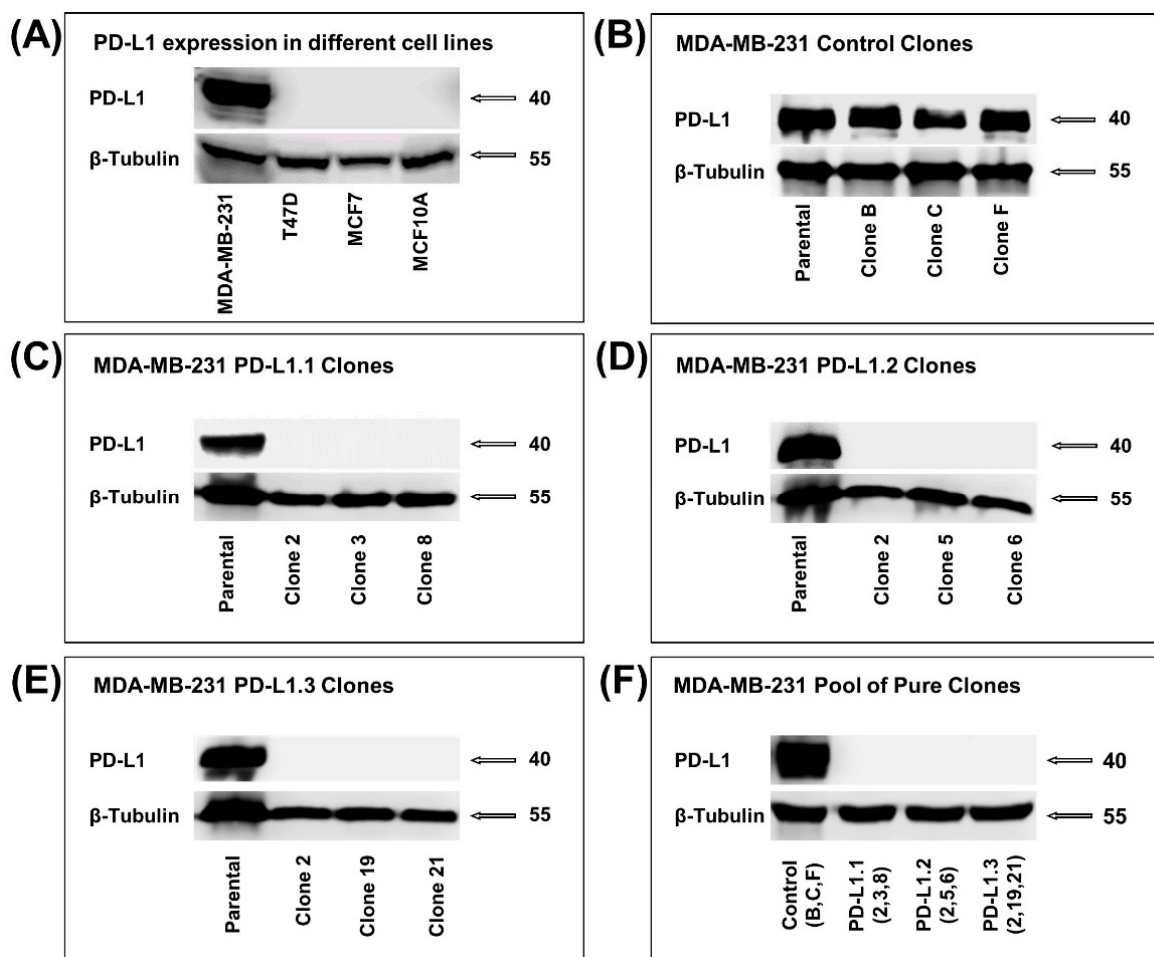 (A)
PD-L1 expression in different cell lines
PD-L1
40
β-Tubulin
55
MDA-MB-231
T47D
MCF7
MCF10A
(B)
MDA-MB-231 Control Clones
PD-L1
40
β-Tubulin
55
Parental
Clone B
Clone C
Clone F
(C)
MDA-MB-231 PD-L1.1 Clones
PD-L1
40
β-Tubulin
55
Parental
Clone 2
Clone 3
Clone 8
(D)
MDA-MB-231 PD-L1.2 Clones
PD-L1
40
β-Tubulin
55
Parental
Clone 2
Clone 5
Clone 6
(E)
MDA-MB-231 PD-L1.3 Clones
PD-L1
40
β-Tubulin
55
Parental
Clone 2
Clone 19
Clone 21
(F)
MDA-MB-231 Pool of Pure Clones
PD-L1
40
β-Tubulin
55
Control
(B,C,F)
PD-L1.1
(2,3,8)
PD-L1.2
(2,5,6)
PD-L1.3
(2,19,21)